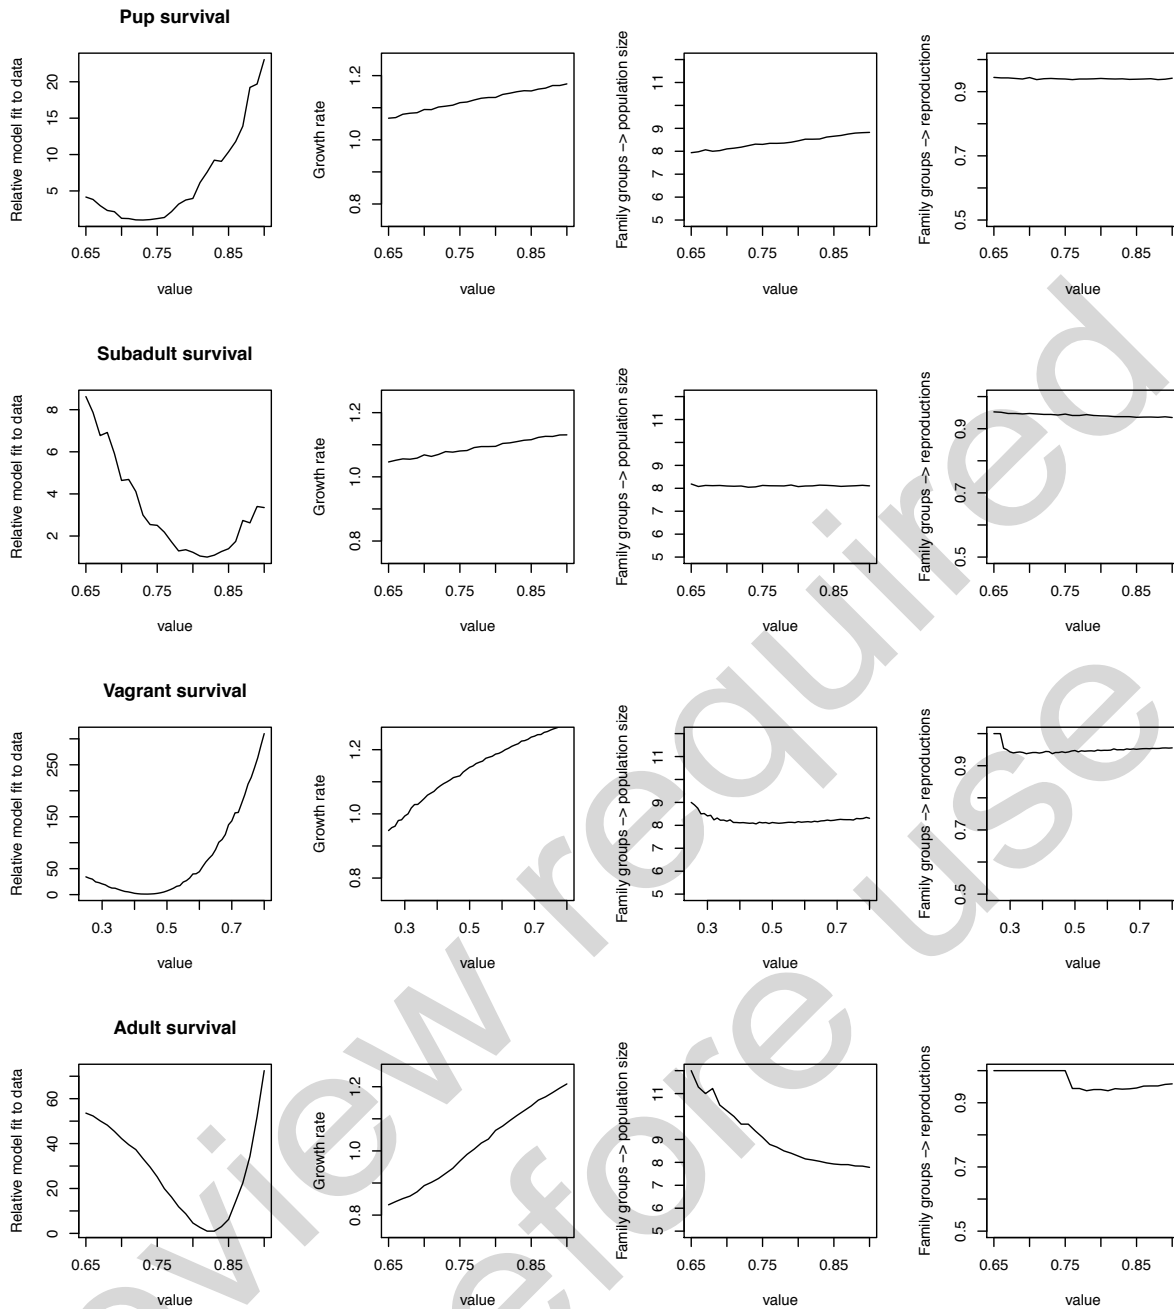 Pup survival
Relative model fit to data
5 10 15 20
0.65 0.75 0.85
value
Growth rate
0.8 1.0 1.2
value
Family groups −> population size
5 6 7 8 9 11
0.65 0.75 0.85
value
Family groups −> reproductions
0.5 0.7 0.9
0.65 0.75 0.85
Subadult survival
Relative model fit to data
2 4 6 8
0.65 0.75 0.85
value
Growth rate
0.8 1.0 1.2
0.65 0.75 0.85
value
Family groups −> population size
5 6 7 8 9 11
0.65 0.75 0.85
value
Family groups −> reproductions
0.5 0.7 0.9
0.65 0.75 0.85
value
Vagrant survival
Relative model fit to data
0 50 150 250
0.3 0.5 0.7
value
Growth rate
0.8 1.0 1.2
0.3 0.5 0.7
value
Family groups −> population size
5 6 7 8 9 11
0.3 0.5 0.7
value
Family groups −> reproductions
0.5 0.7 0.9
0.3 0.5 0.7
value
Adult survival
Relative model fit to data
0 20 40 60
0.65 0.75 0.85
value
Growth rate
0.8 1.0 1.2
0.65 0.75 0.85
value
Family groups −> population size
5 6 7 8 9 11
0.65 0.75 0.85
value
Family groups −> reproductions
0.5 0.7 0.9
0.65 0.75 0.85
value
view required
efore use